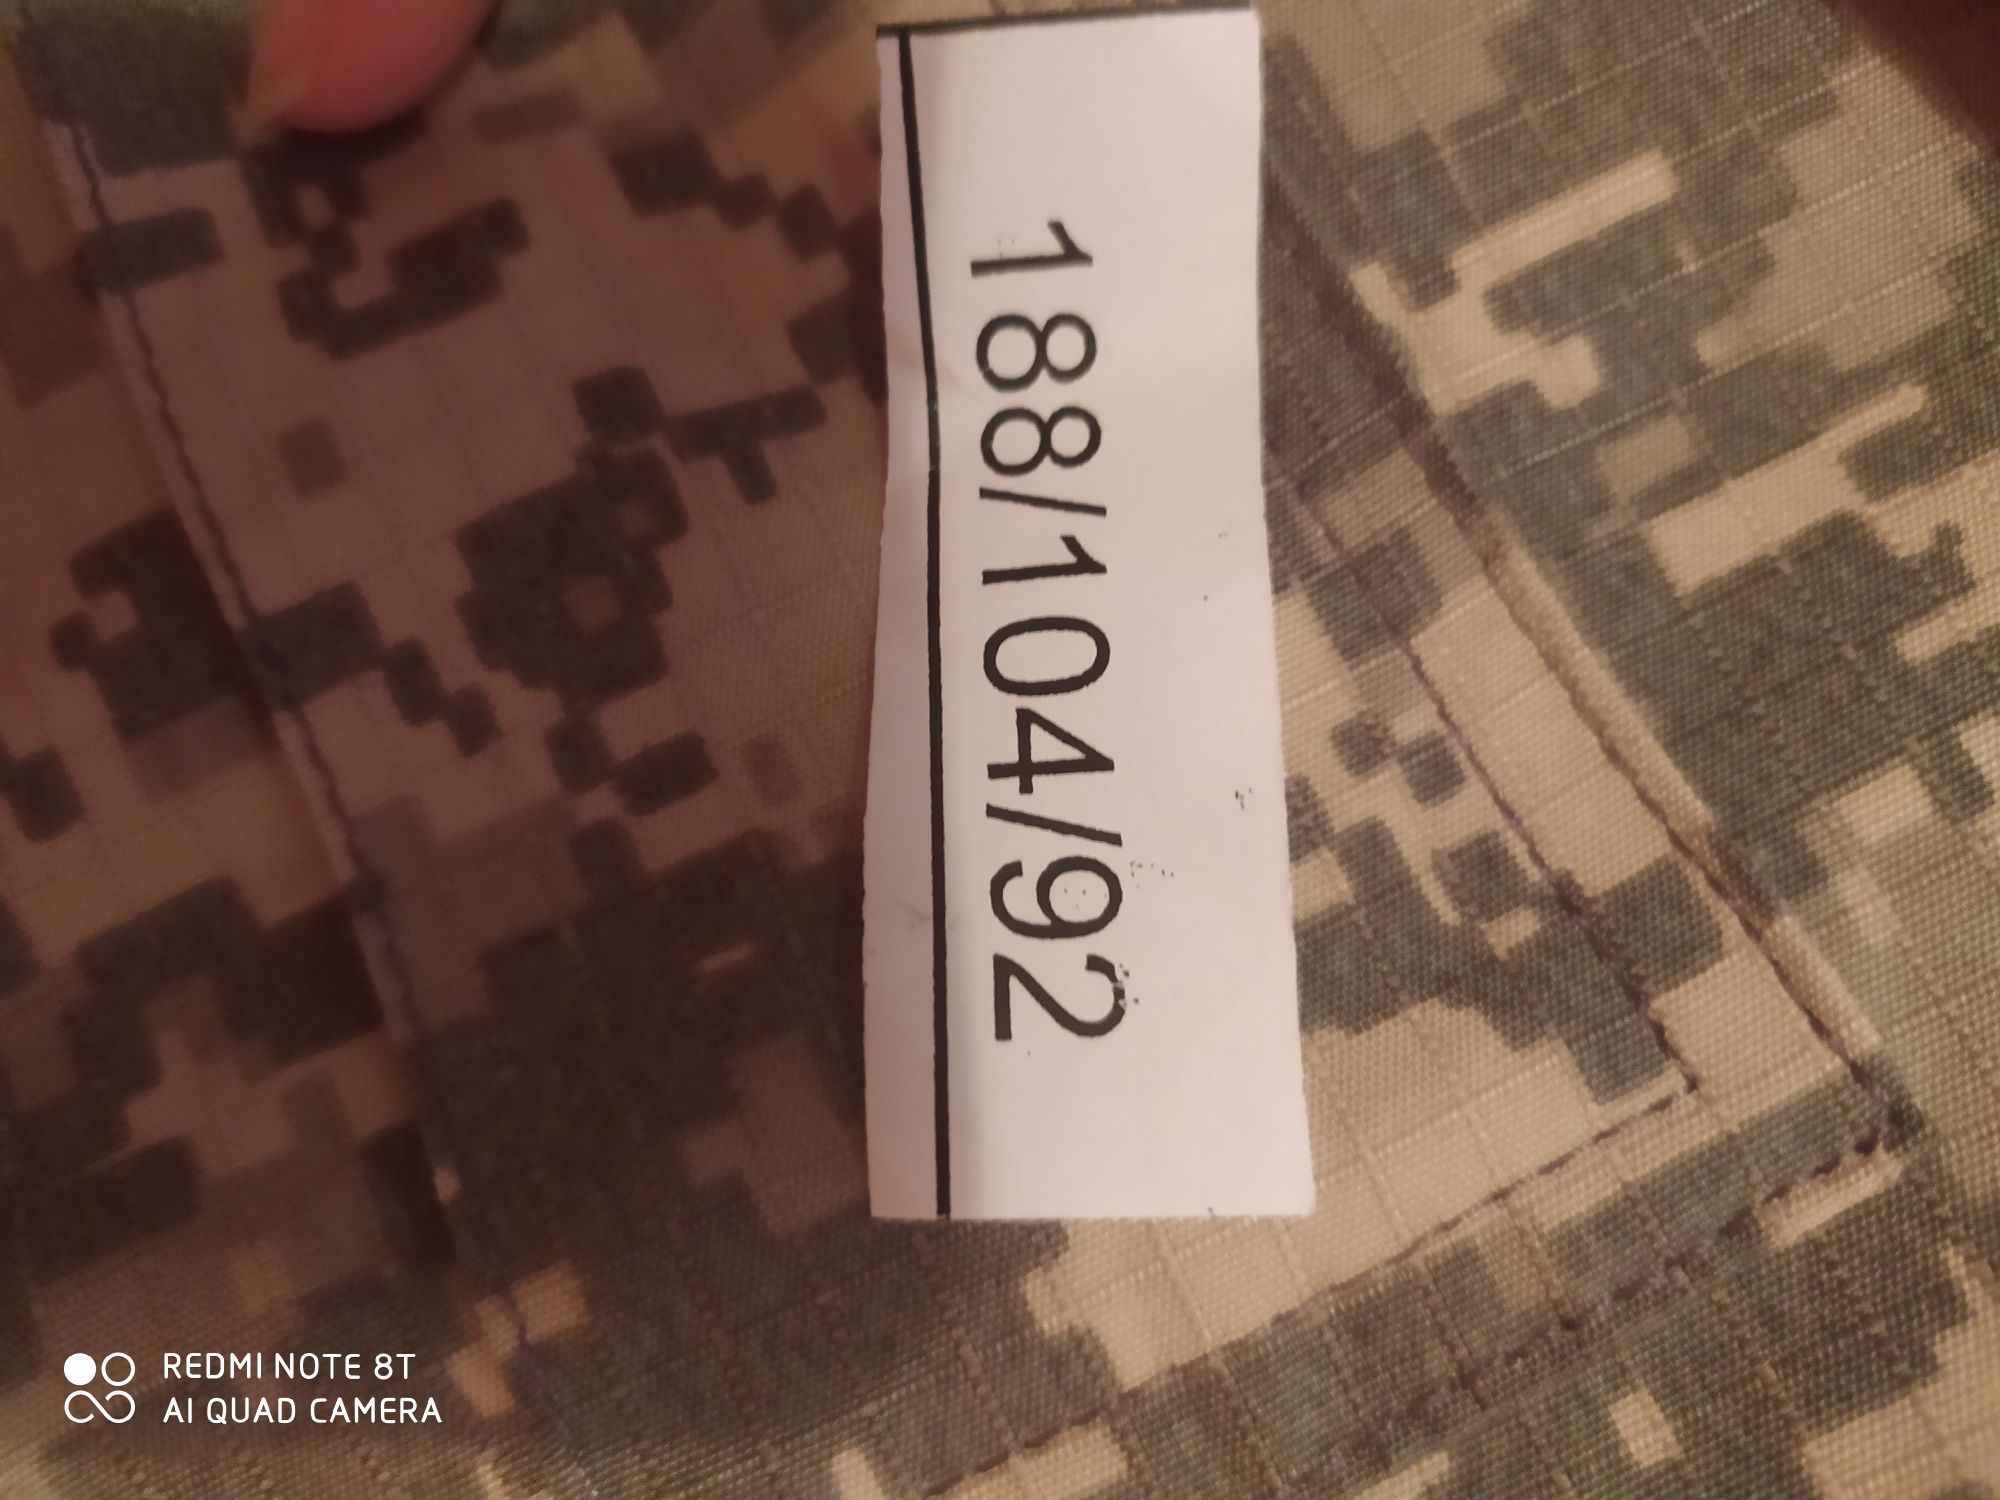 188/104/92
REDMI NOTE 8T
AI QUAD CAMERA